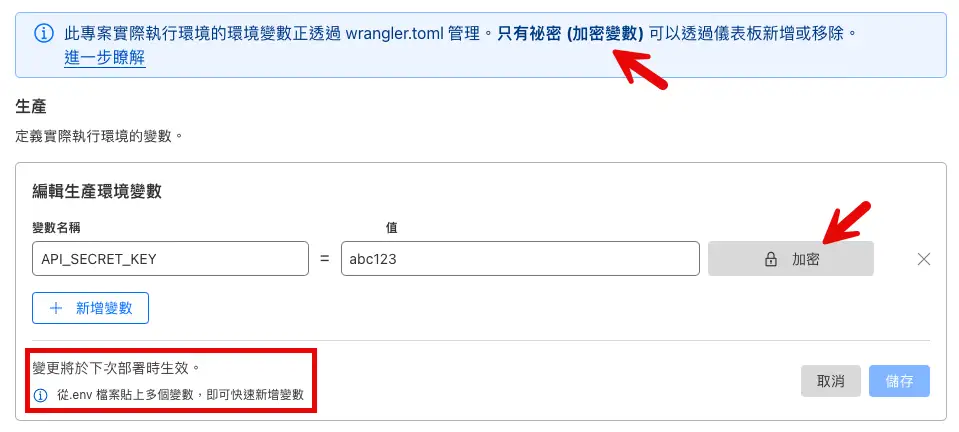 此專案實際執行環境的環境變數正透過 wrangler.toml 管理。只有祕密 (加密變數) 可以透過儀表板新增或移除。
進一步瞭解
生產
定義實際執行環境的變數。
編輯生產環境變數
變數名稱 值
API_SECRET_KEY = abc123 加密
新增變數
變更將於下次部署時生效。
從.env 檔案貼上多個變數，即可快速新增變數
取消 儲存